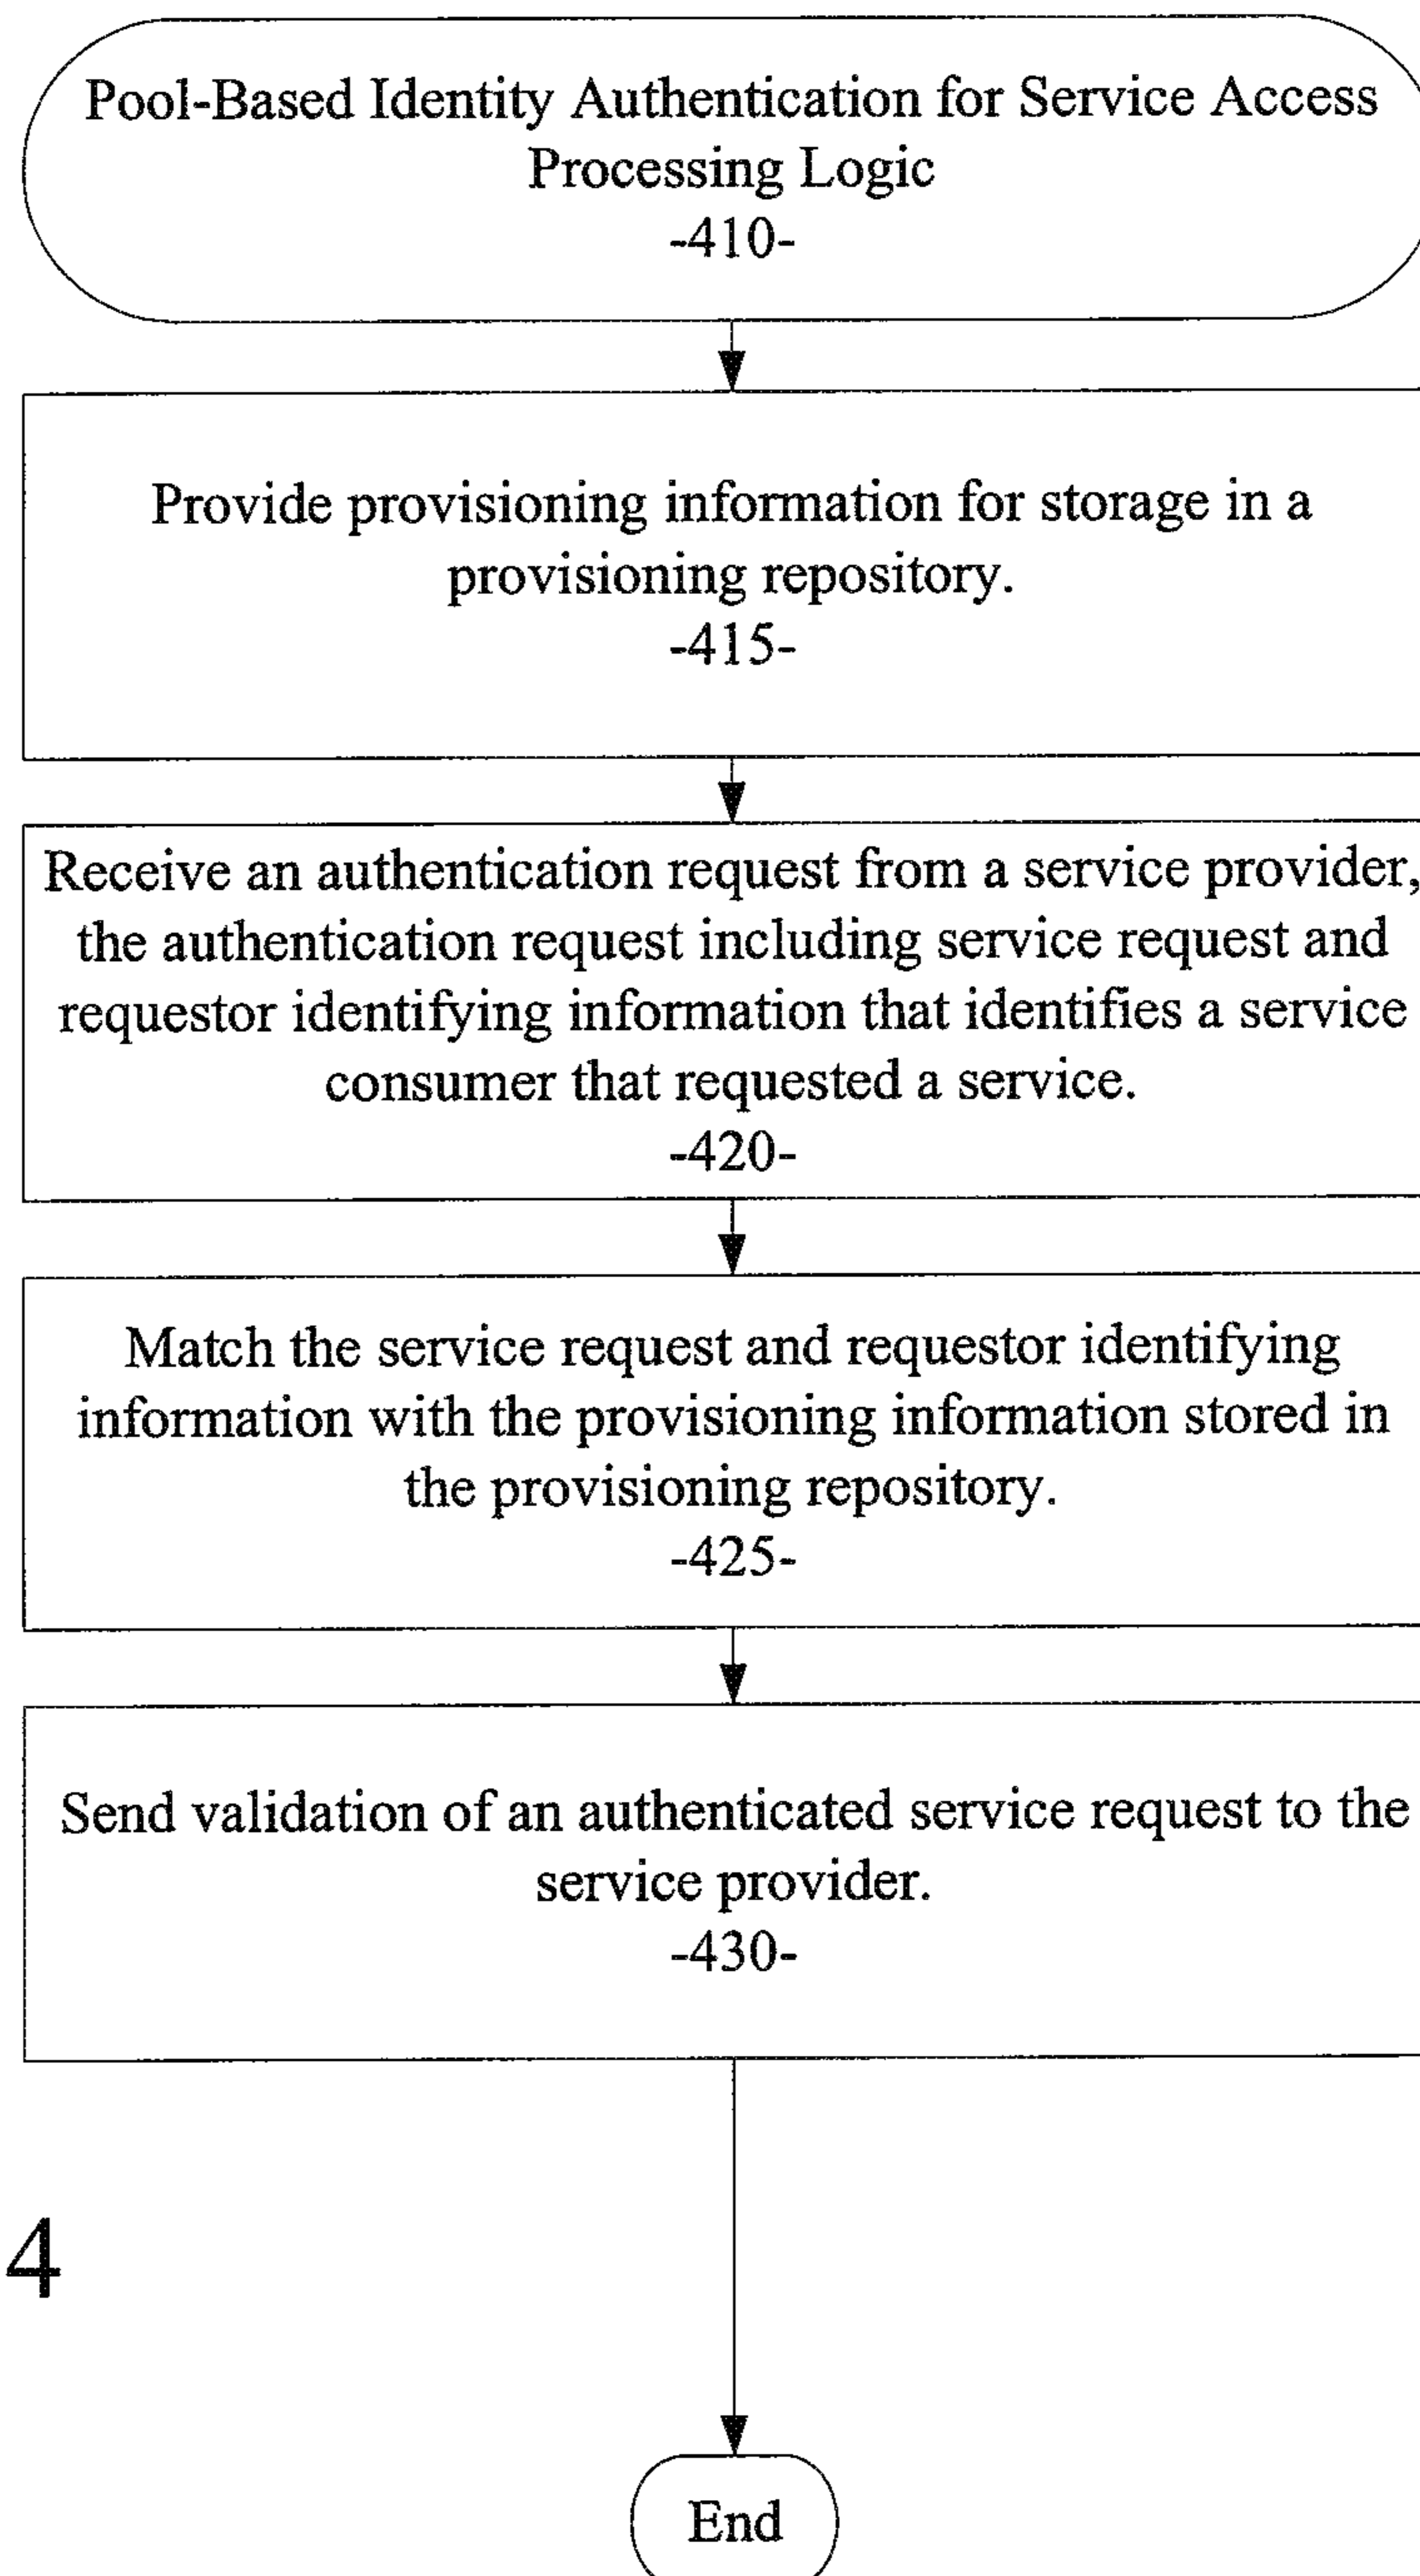 Pool-Based Identity Authentication for Service Access
Processing Logic
-410-
Provide provisioning information for storage in a
provisioning repository.
-415-
Receive an authentication request from a service provider,
the authentication request including service request and
requestor identifying information that identifies a service
consumer that requested a service.
-420-
Match the service request and requestor identifying
information with the provisioning information stored in
the provisioning repository.
-425-
Send validation of an authenticated service request to the
service provider.
-430-
4
End